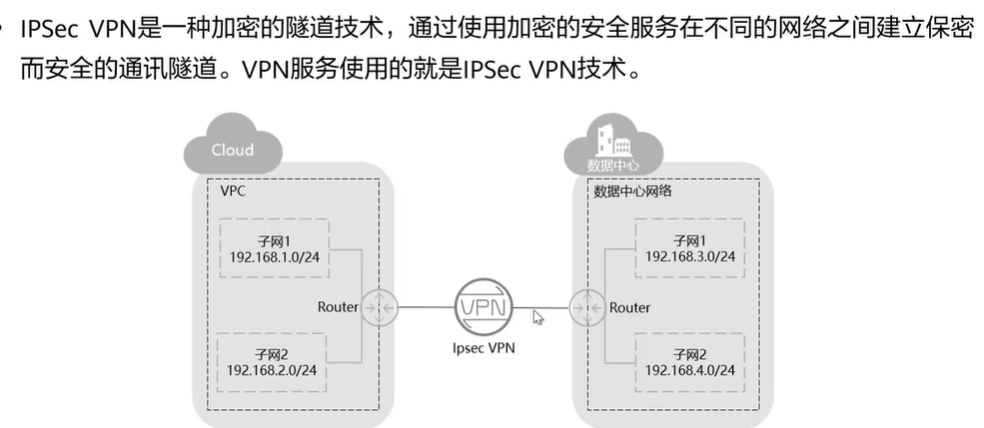 IPSec VPN是一种加密的隧道技术，通过使用加密的安全服务在不同的网络之间建立保密
而安全的通讯隧道。VPN服务使用的就是IPSec VPN技术。
Cloud
数据中心
VPC
数据中心网络
子网1
192.168.1.0/24
子网1
192.168.3.0/24
Router
VPN
Router
Ipsec VPN
子网2
192.168.2.0/24
子网2
192.168.4.0/24